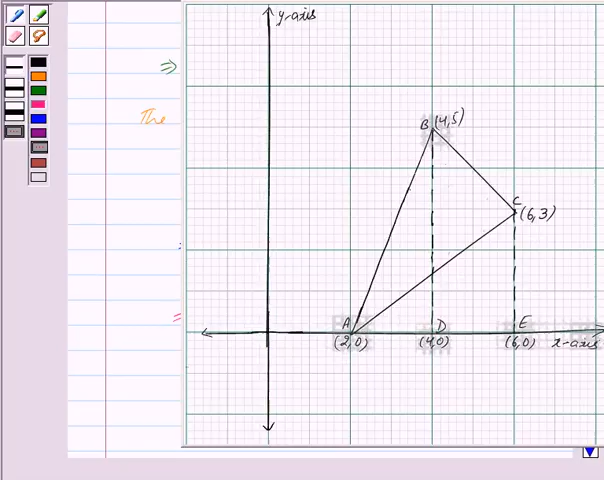 y-axis
⇒
The
B (4,5)
C
(6,3)
A D E
(2,0) (4,0) (6,0) x-axis
=